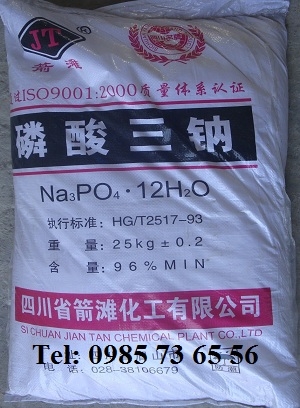 JT
箭滩
过ISO9001:2000质量体系认证
磷酸三钠
Na₃PO₄·12H₂O
执行标准: HG/T2517-93
重 量: 25kg±0.2
含 量: 96%MIN
四川省箭滩化工有限公司
SI CHUAN JIAN TAN CHEMICAL PLANT CO.,LTD
Tel: 0985 73 65 56
电话: 028-38106679